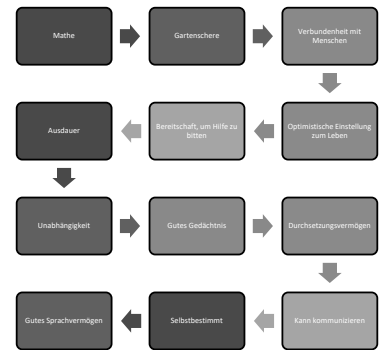 Mathe
Gartenschere
Verbundenheit mit
Menschen
Optimistische Einstellung
zum Leben
Bereitschaft, um Hilfe zu
bitten
Ausdauer
Unabhängigkeit
Gutes Gedächtnis
Durchsetzungsvermögen
Kann kommunizieren
Selbstbestimmt
Gutes Sprachvermögen